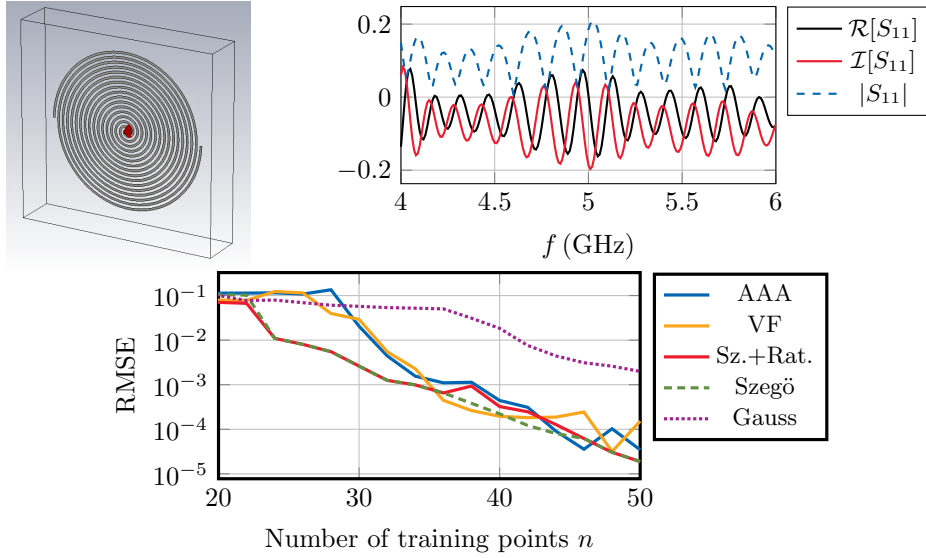 0.2
0
−0.2
4
4.5
5
5.5
6
f (GHz)
R[S₁₁]
I[S₁₁]
|S₁₁|
10⁻¹
10⁻²
10⁻³
10⁻⁴
10⁻⁵
RMSE
20
30
40
50
Number of training points n
AAA
VF
Sz.+Rat.
Szegö
Gauss